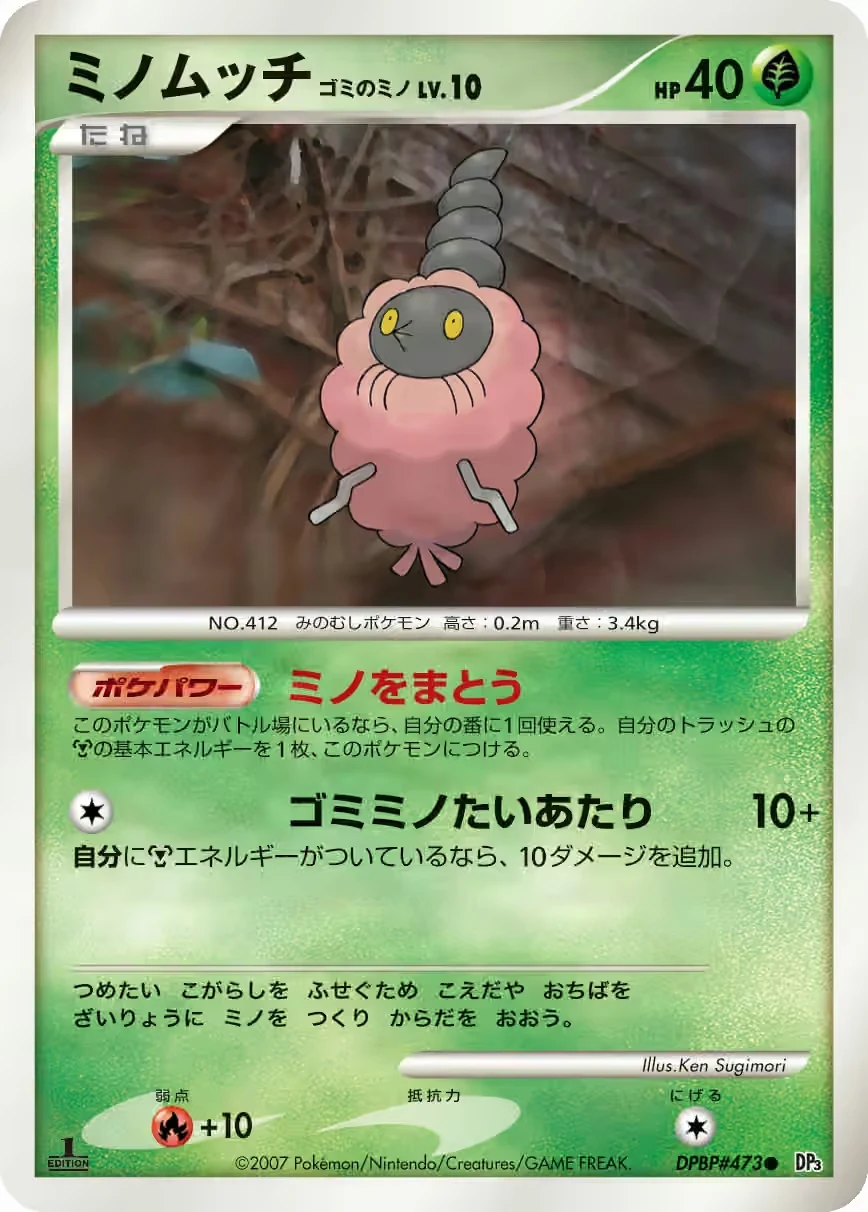 ミノムッチ ゴミのミノ LV.10 HP 40
たね
NO.412 みのむしポケモン 高さ:0.2m 重さ:3.4kg
ポケパワー ミノをまとう
このポケモンがバトル場にいるなら、自分の番に1回使える。自分のトラッシュの
の基本エネルギーを1枚、このポケモンにつける。
ゴミミノたいあたり 10+
自分にエネルギーがついているなら、10ダメージを追加。
つめたい こがらしを ふせぐため こえだや おちばを
ざいりょうに ミノを つくり からだを おおう。
Illus.Ken Sugimori
弱点 抵抗力 にげる
+10
1 EDITION ©2007 Pokémon/Nintendo/Creatures/GAME FREAK. DPBP#473● DP3